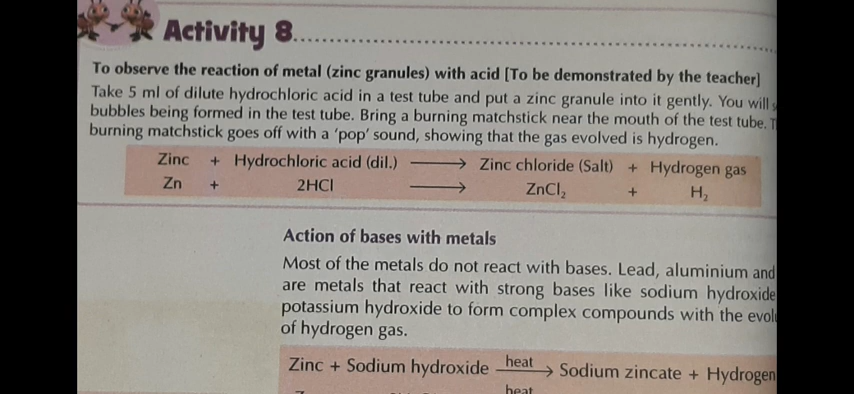 Activity 8
To observe the reaction of metal (zinc granules) with acid [To be demonstrated by the teacher]
Take 5 ml of dilute hydrochloric acid in a test tube and put a zinc granule into it gently. You will
bubbles being formed in the test tube. Bring a burning matchstick near the mouth of the test tube.
burning matchstick goes off with a ‘pop’ sound, showing that the gas evolved is hydrogen.
Zinc + Hydrochloric acid (dil.) ⟶ Zinc chloride (Salt) + Hydrogen gas
Zn + 2HCl ⟶ ZnCl₂ + H₂
Action of bases with metals
Most of the metals do not react with bases. Lead, aluminium and
are metals that react with strong bases like sodium hydroxide
potassium hydroxide to form complex compounds with the
of hydrogen gas.
heat
Zinc + Sodium hydroxide ⟶ Sodium zincate + Hydrogen
heat